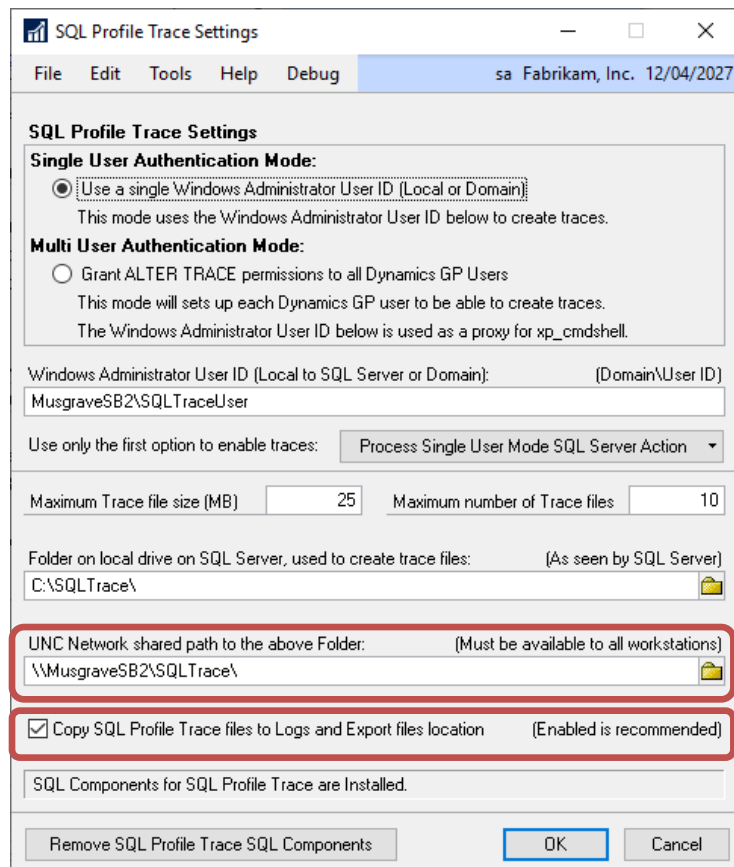 SQL Profile Trace Settings
File Edit Tools Help Debug sa Fabrikam, Inc. 12/04/2027
SQL Profile Trace Settings
Single User Authentication Mode:
Use a single Windows Administrator User ID (Local or Domain)
This mode uses the Windows Administrator User ID below to create traces.
Multi User Authentication Mode:
Grant ALTER TRACE permissions to all Dynamics GP Users
This mode will sets up each Dynamics GP user to be able to create traces.
The Windows Administrator User ID below is used as a proxy for xp_cmdshell.
Windows Administrator User ID (Local to SQL Server or Domain): (Domain\User ID)
MusgraveSB2\SQLTraceUser
Use only the first option to enable traces: Process Single User Mode SQL Server Action
Maximum Trace file size (MB) 25 Maximum number of Trace files 10
Folder on local drive on SQL Server, used to create trace files: (As seen by SQL Server)
C:\SQLTrace\
UNC Network shared path to the above Folder: (Must be available to all workstations)
\\MusgraveSB2\SQLTrace\
Copy SQL Profile Trace files to Logs and Export files location (Enabled is recommended)
SQL Components for SQL Profile Trace are Installed.
Remove SQL Profile Trace SQL Components OK Cancel